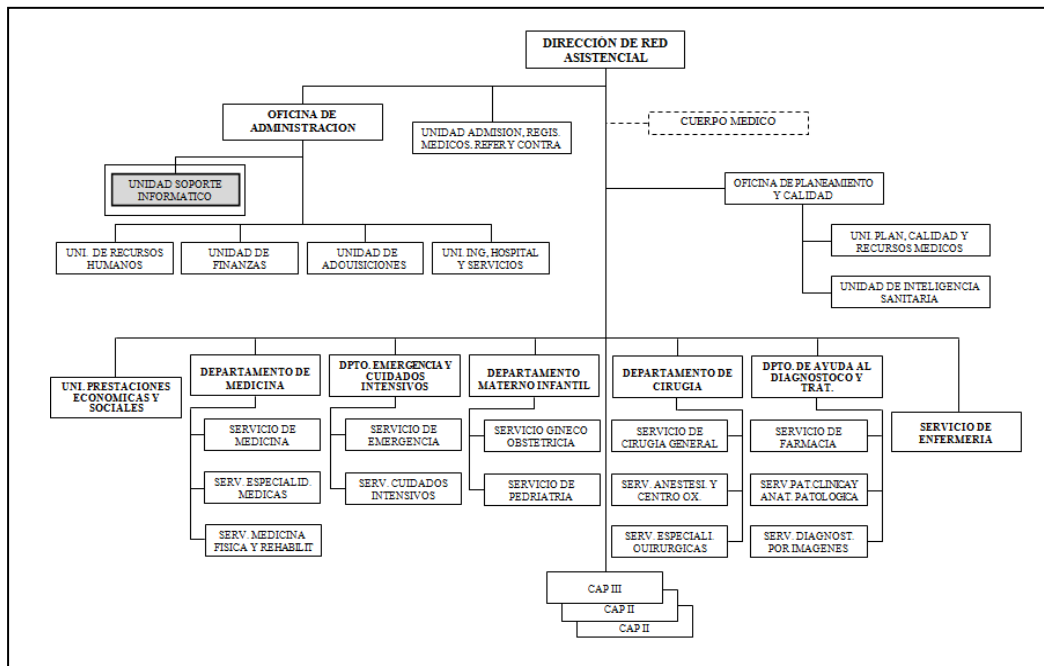 DIRECCIÓN DE RED
ASISTENCIAL
OFICINA DE
ADMINISTRACION
UNIDAD ADMISION, REGIS.
MEDICOS. REFER Y CONTRA
CUERPO MEDICO
UNIDAD SOPORTE
INFORMATICO
OFICINA DE PLANEAMIENTO
Y CALIDAD
UNI. DE RECURSOS
HUMANOS
UNIDAD DE
FINANZAS
UNIDAD DE
ADOUISICIONES
UNI. ING, HOSPITAL
Y SERVICIOS
UNI. PLAN, CALIDAD Y
RECURSOS MEDICOS
UNIDAD DE INTELIGENCIA
SANITARIA
UNI. PRESTACIONES
ECONOMICAS Y
SOCIALES
DEPARTAMENTO DE
MEDICINA
DPTO. EMERGENCIA Y
CUIDADOS
INTENSIVOS
DEPARTAMENTO
MATERNO INFANTIL
DEPARTAMENTO DE
CIRUGIA
DPTO. DE AYUDA AL
DIAGNOSTOCO Y
TRAT.
SERVICIO DE
ENFERMERIA
SERVICIO DE
MEDICINA
SERV. ESPECIALID.
MEDICAS
SERV. MEDICINA
FISICA Y REHABILIT
SERVICIO DE
EMERGENCIA
SERV. CUIDADOS
INTENSIVOS
SERVICIO GINECO
OBSTETRICIA
SERVICIO DE
PEDRIATRIA
SERVICIO DE
CIRUGIA GENERAL
SERV. ANESTESI. Y
CENTRO OX.
SERV. ESPECIALI.
OUIRURGICAS
SERVICIO DE
FARMACIA
SERV.PAT.CLINICAY
ANAT. PATOLOGICA
SERV. DIAGNOST.
POR IMAGENES
CAP III
CAP II
CAP II